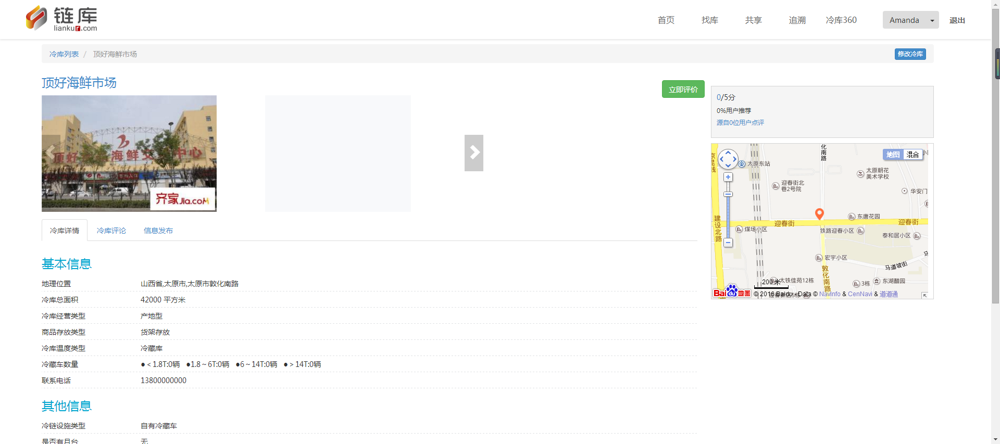 链库
liankur.com
首页 找库 共享 追溯 冷库360 Amanda 退出
冷库列表 / 顶好海鲜市场 修改冷库
顶好海鲜市场
立即评价
0/5分
0%用户推荐
源自0位用户点评
海鲜
中心
齐家Jia.com
冷库详情 冷库评论 信息发布
基本信息
地理位置 山西省,太原市,太原市敦化南路
冷库总面积 42000 平方米
冷库经营类型 产地型
商品存放类型 货架存放
冷库温度类型 冷藏库
冷藏车数量 ●<1.8T:0辆 ●1.8~6T:0辆 ●6~14T:0辆 ●>14T:0辆
联系电话 13800000000
其他信息
冷链设施类型 自有冷藏车
是否有月台 无
化南路
地图 混合
太原东站
太原朝花
美术学校
迎春街北
巷2号院
华安门
东唐花园
迎春街
迎春街
建设北路
煤场小区
铁路迎春小区
泰和居小区
宏宇小区
马道坡街
敦化南路
太铁佳苑12栋
3栋
东湖醋园
200米
Bai du 地图
© 2016 Baidu - Data © NavInfo & CenNavi & 道道通